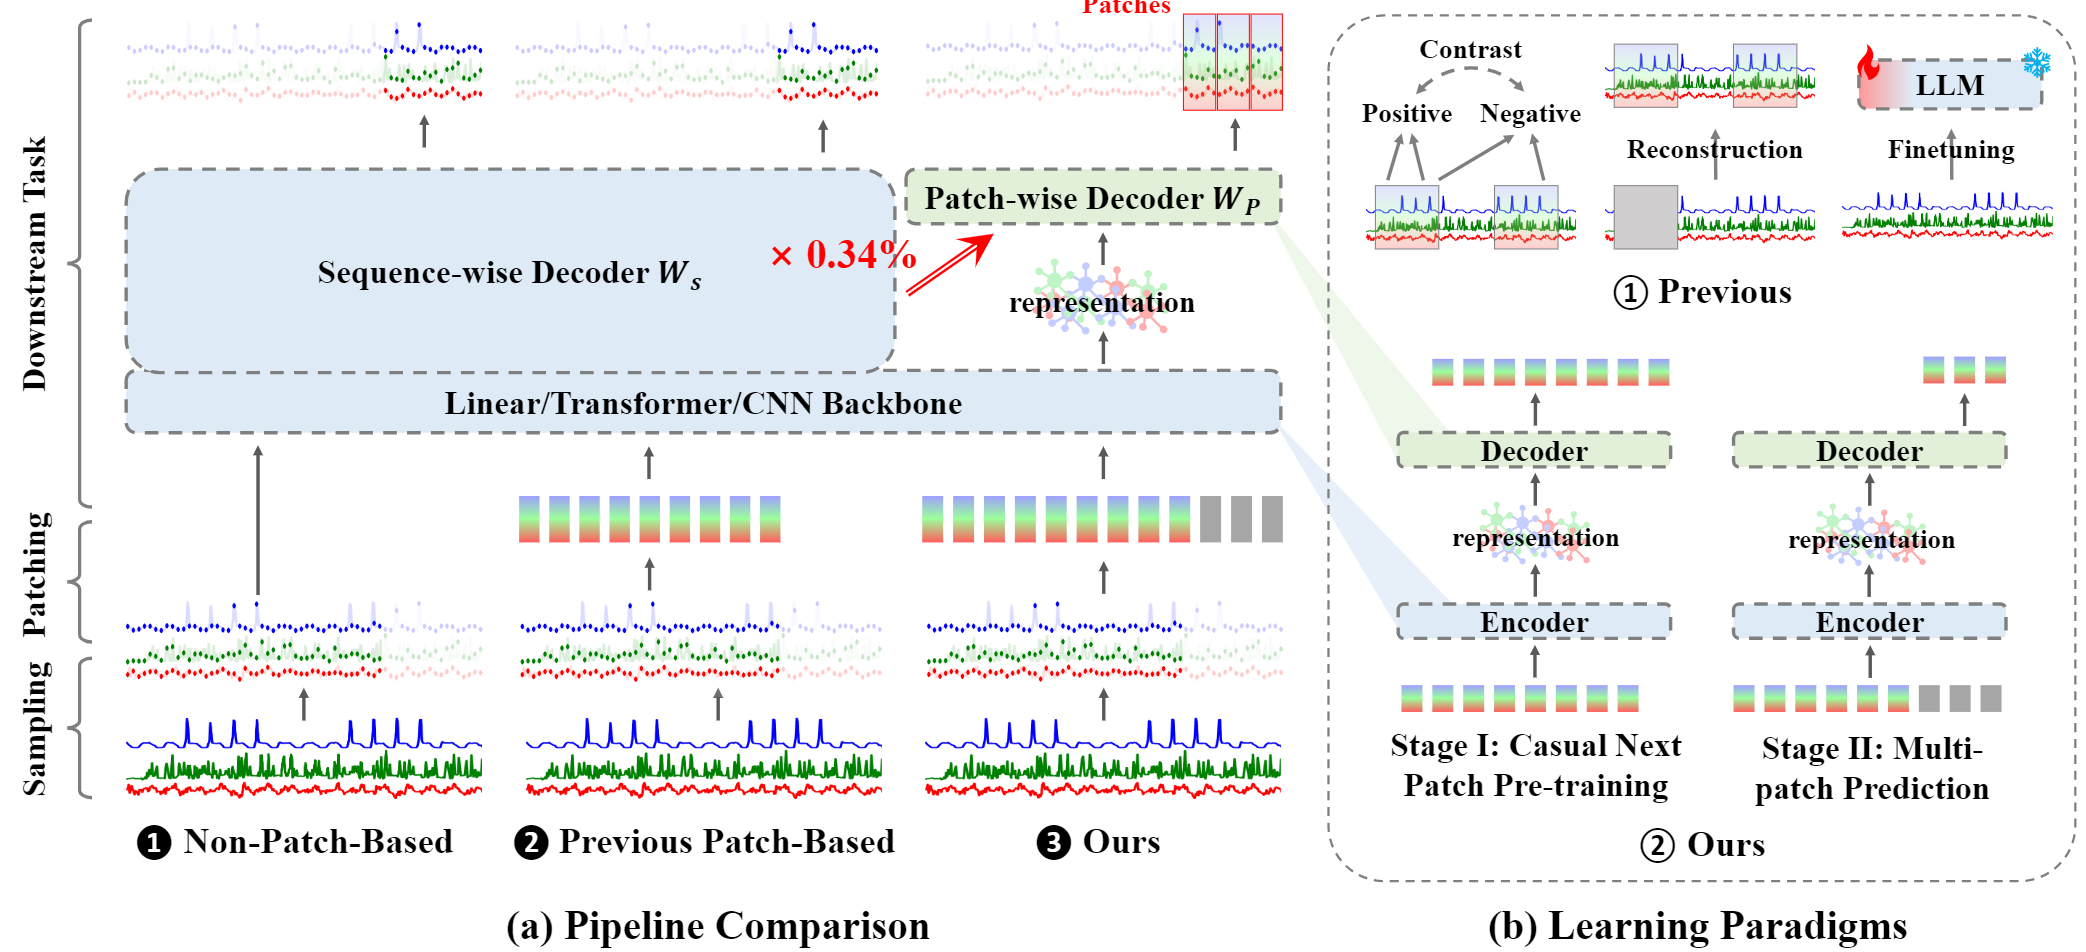 Patches
Downstream Task
Patching
Sampling
Sequence-wise Decoder W_s
× 0.34%
Patch-wise Decoder W_P
representation
Linear/Transformer/CNN Backbone
❶ Non-Patch-Based
❷ Previous Patch-Based
❸ Ours
(a) Pipeline Comparison
Contrast
Positive
Negative
Reconstruction
LLM
Finetuning
① Previous
Decoder
representation
Encoder
Stage I: Casual Next
Patch Pre-training
Decoder
representation
Encoder
Stage II: Multi-
patch Prediction
② Ours
(b) Learning Paradigms